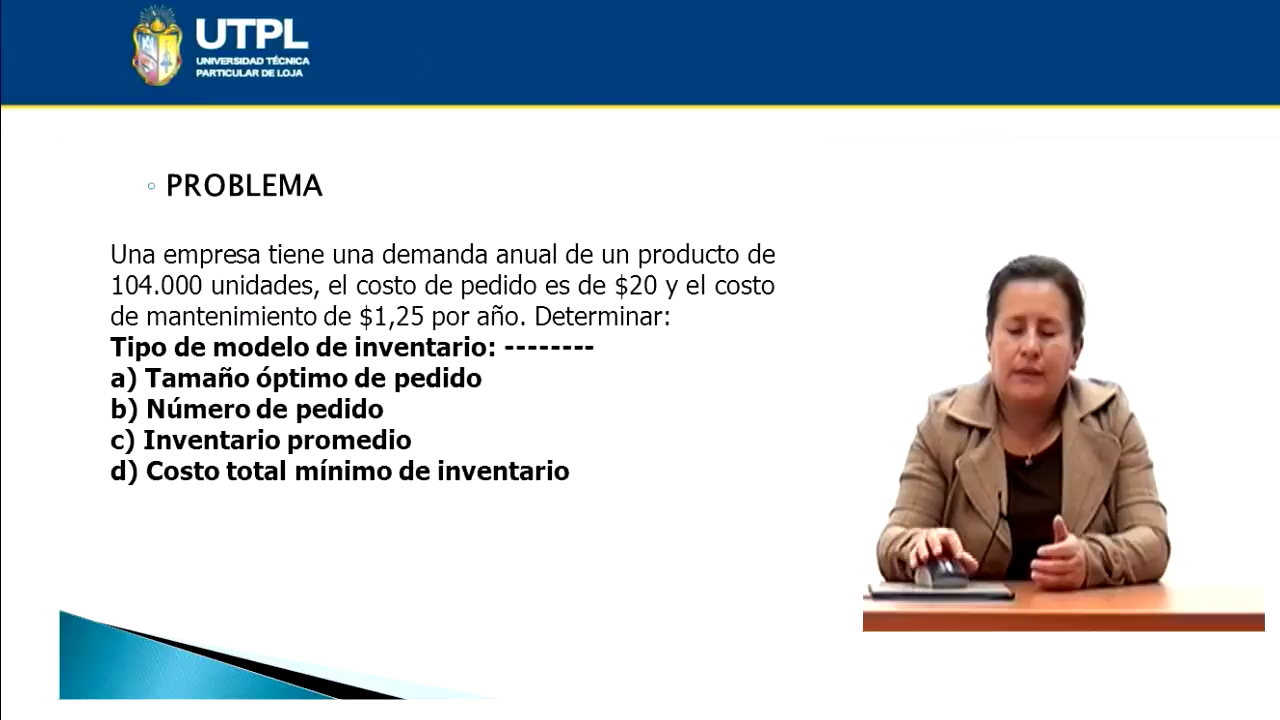 UTPL
UNIVERSIDAD TÉCNICA
PARTICULAR DE LOJA
PROBLEMA
Una empresa tiene una demanda anual de un producto de
104.000 unidades, el costo de pedido es de $20 y el costo
de mantenimiento de $1,25 por año. Determinar:
Tipo de modelo de inventario: --------
a) Tamaño óptimo de pedido
b) Número de pedido
c) Inventario promedio
d) Costo total mínimo de inventario